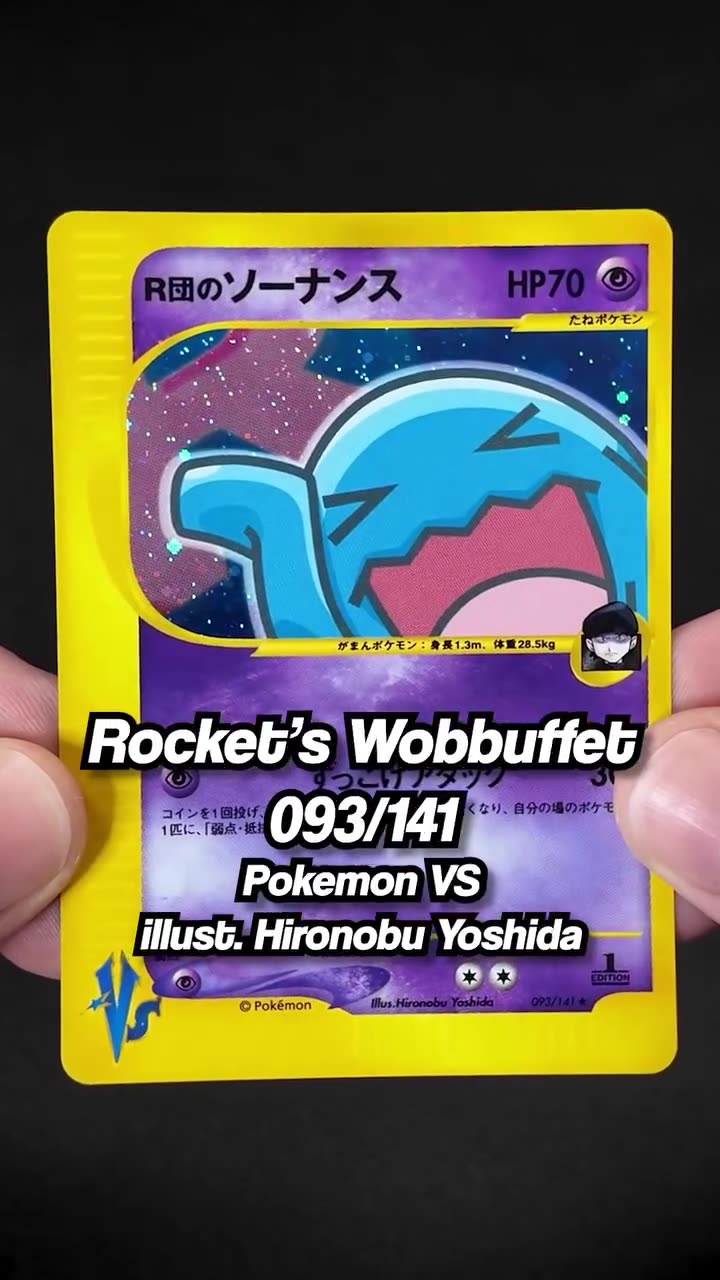 R団のソーナンス HP70
たねポケモン
がまんポケモン：身長1.3m、体重28.5kg
Rocket's Wobbuffet
ずっこけアタック
コインを1回投げ、
くなり、自分の場のポケモ
1匹に、「弱点・抵抗
093/141
Pokemon VS
illust. Hironobu Yoshida
Vs
©Pokémon Illus.Hironobu Yoshida 093/141★
1 EDITION